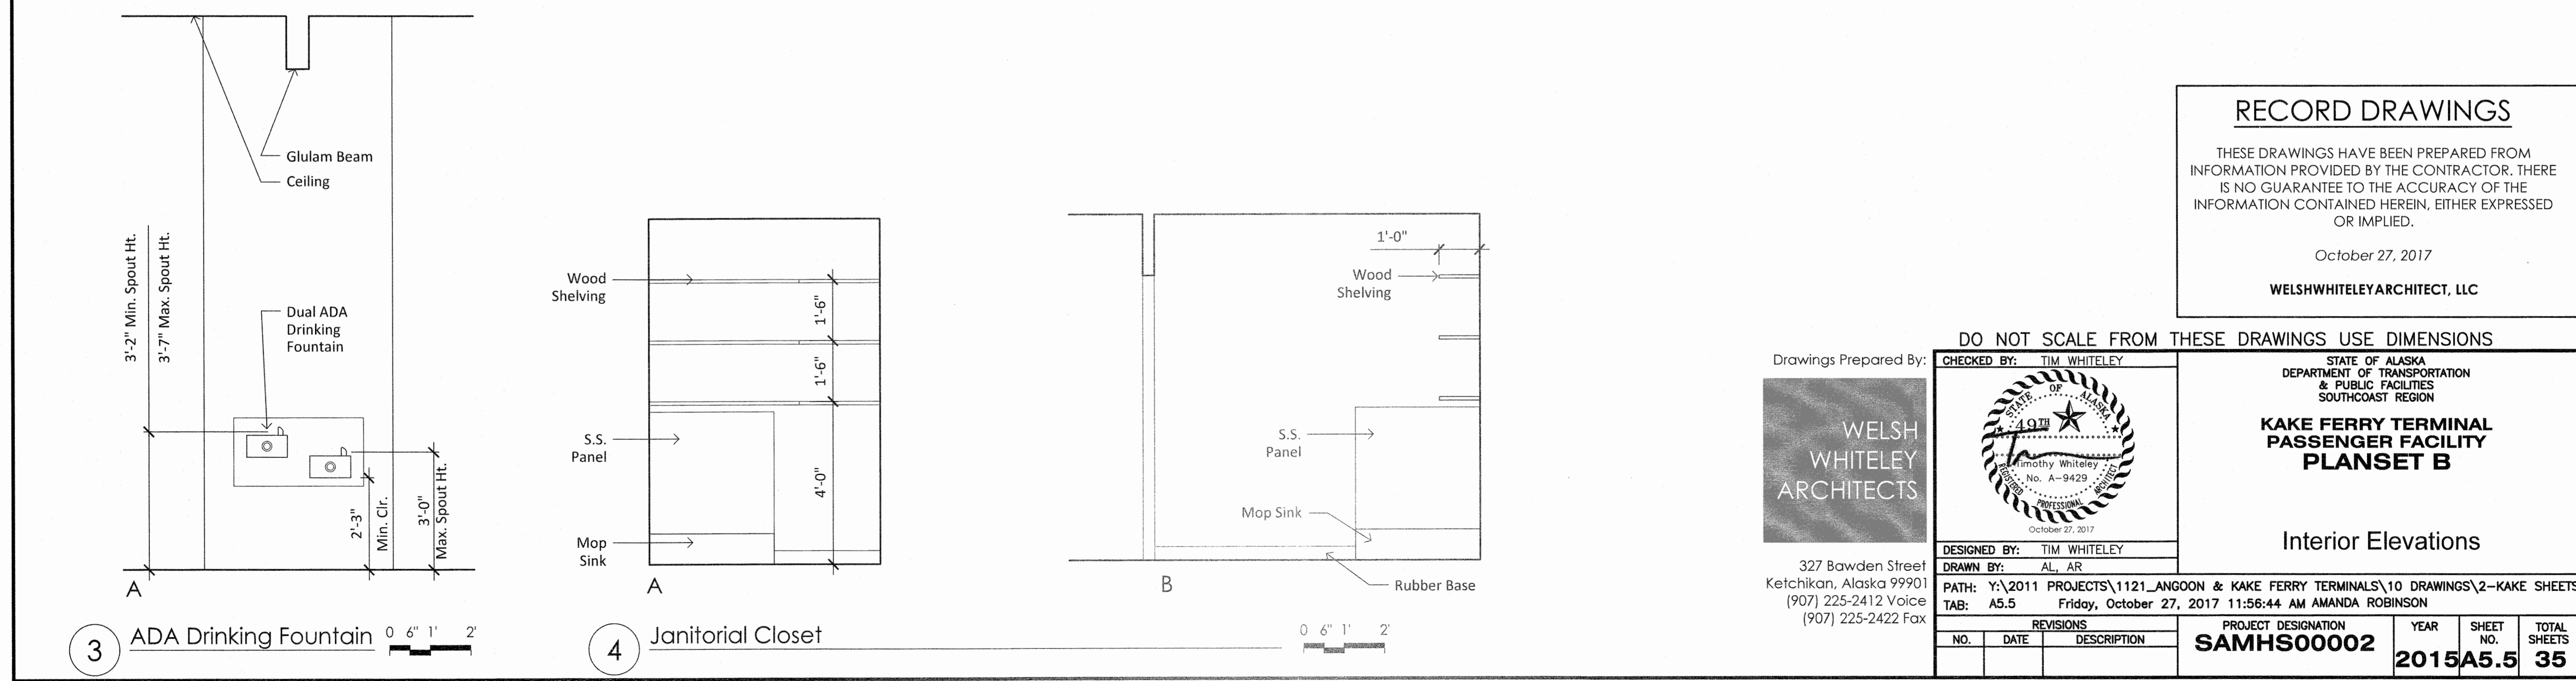 Glulam Beam
Ceiling
3'-2" Min. Spout Ht.
3'-7" Max. Spout Ht.
Dual ADA
Drinking
Fountain
2'-3"
Min. Clr.
3'-0"
Max. Spout Ht.
A
3
ADA Drinking Fountain
0 6" 1' 2'
Wood
Shelving
1'-6"
1'-6"
4'-0"
S.S.
Panel
Mop
Sink
A
4
Janitorial Closet
1'-0"
Wood
Shelving
S.S.
Panel
Mop Sink
Rubber Base
B
0 6" 1' 2'
RECORD DRAWINGS
THESE DRAWINGS HAVE BEEN PREPARED FROM
INFORMATION PROVIDED BY THE CONTRACTOR. THERE
IS NO GUARANTEE TO THE ACCURACY OF THE
INFORMATION CONTAINED HEREIN, EITHER EXPRESSED
OR IMPLIED.
October 27, 2017
WELSHWHITELEYARCHITECT, LLC
DO NOT SCALE FROM THESE DRAWINGS USE DIMENSIONS
Drawings Prepared By:
WELSH
WHITELEY
ARCHITECTS
327 Bawden Street
Ketchikan, Alaska 99901
(907) 225-2412 Voice
(907) 225-2422 Fax
CHECKED BY: TIM WHITELEY
STATE OF ALASKA
49TH
Timothy Whiteley
No. A-9429
REGISTERED PROFESSIONAL ARCHITECT
October 27, 2017
DESIGNED BY: TIM WHITELEY
DRAWN BY: AL, AR
STATE OF ALASKA
DEPARTMENT OF TRANSPORTATION
& PUBLIC FACILITIES
SOUTHCOAST REGION
KAKE FERRY TERMINAL
PASSENGER FACILITY
PLANSET B
Interior Elevations
PATH: Y:\2011 PROJECTS\1121_ANGOON & KAKE FERRY TERMINALS\10 DRAWINGS\2-KAKE SHEETS
TAB: A5.5 Friday, October 27, 2017 11:56:44 AM AMANDA ROBINSON
REVISIONS
NO. DATE DESCRIPTION
PROJECT DESIGNATION
SAMHS00002
YEAR
2015
SHEET
NO.
A5.5
TOTAL
SHEETS
35